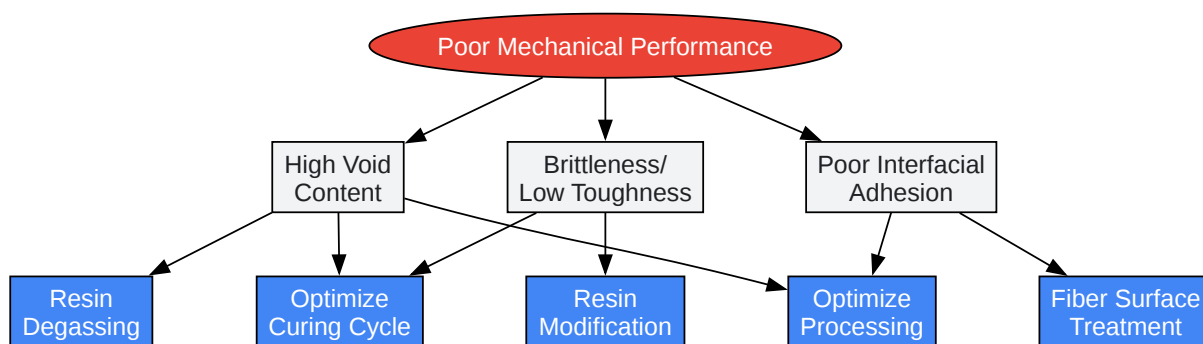 Poor Mechanical Performance
High Void
Content
Brittleness/
Low Toughness
Poor Interfacial
Adhesion
Resin
Degassing
Optimize
Curing Cycle
Resin
Modification
Optimize
Processing
Fiber Surface
Treatment